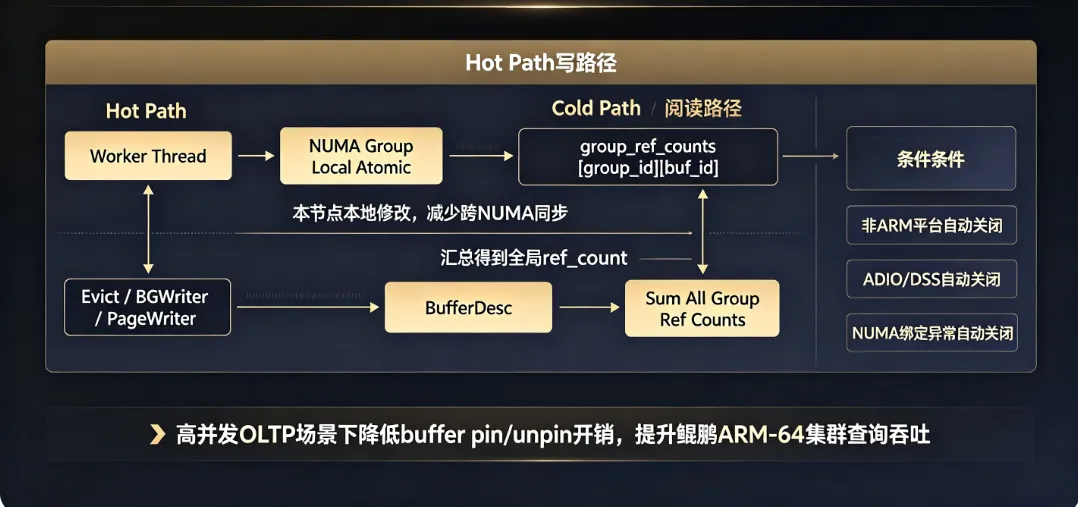 Hot Path写路径
Hot Path
Cold Path / 阅读路径
Worker Thread
NUMA Group
Local Atomic
group_ref_counts
[group_id][buf_id]
条件条件
本节点本地修改，减少跨NUMA同步
非ARM平台自动关闭
汇总得到全局ref_count
ADIO/DSS自动关闭
Evict / BGWriter
/ PageWriter
BufferDesc
Sum All Group
Ref Counts
NUMA绑定异常自动关闭
高并发OLTP场景下降低buffer pin/unpin开销，提升鲲鹏ARM-64集群查询吞吐